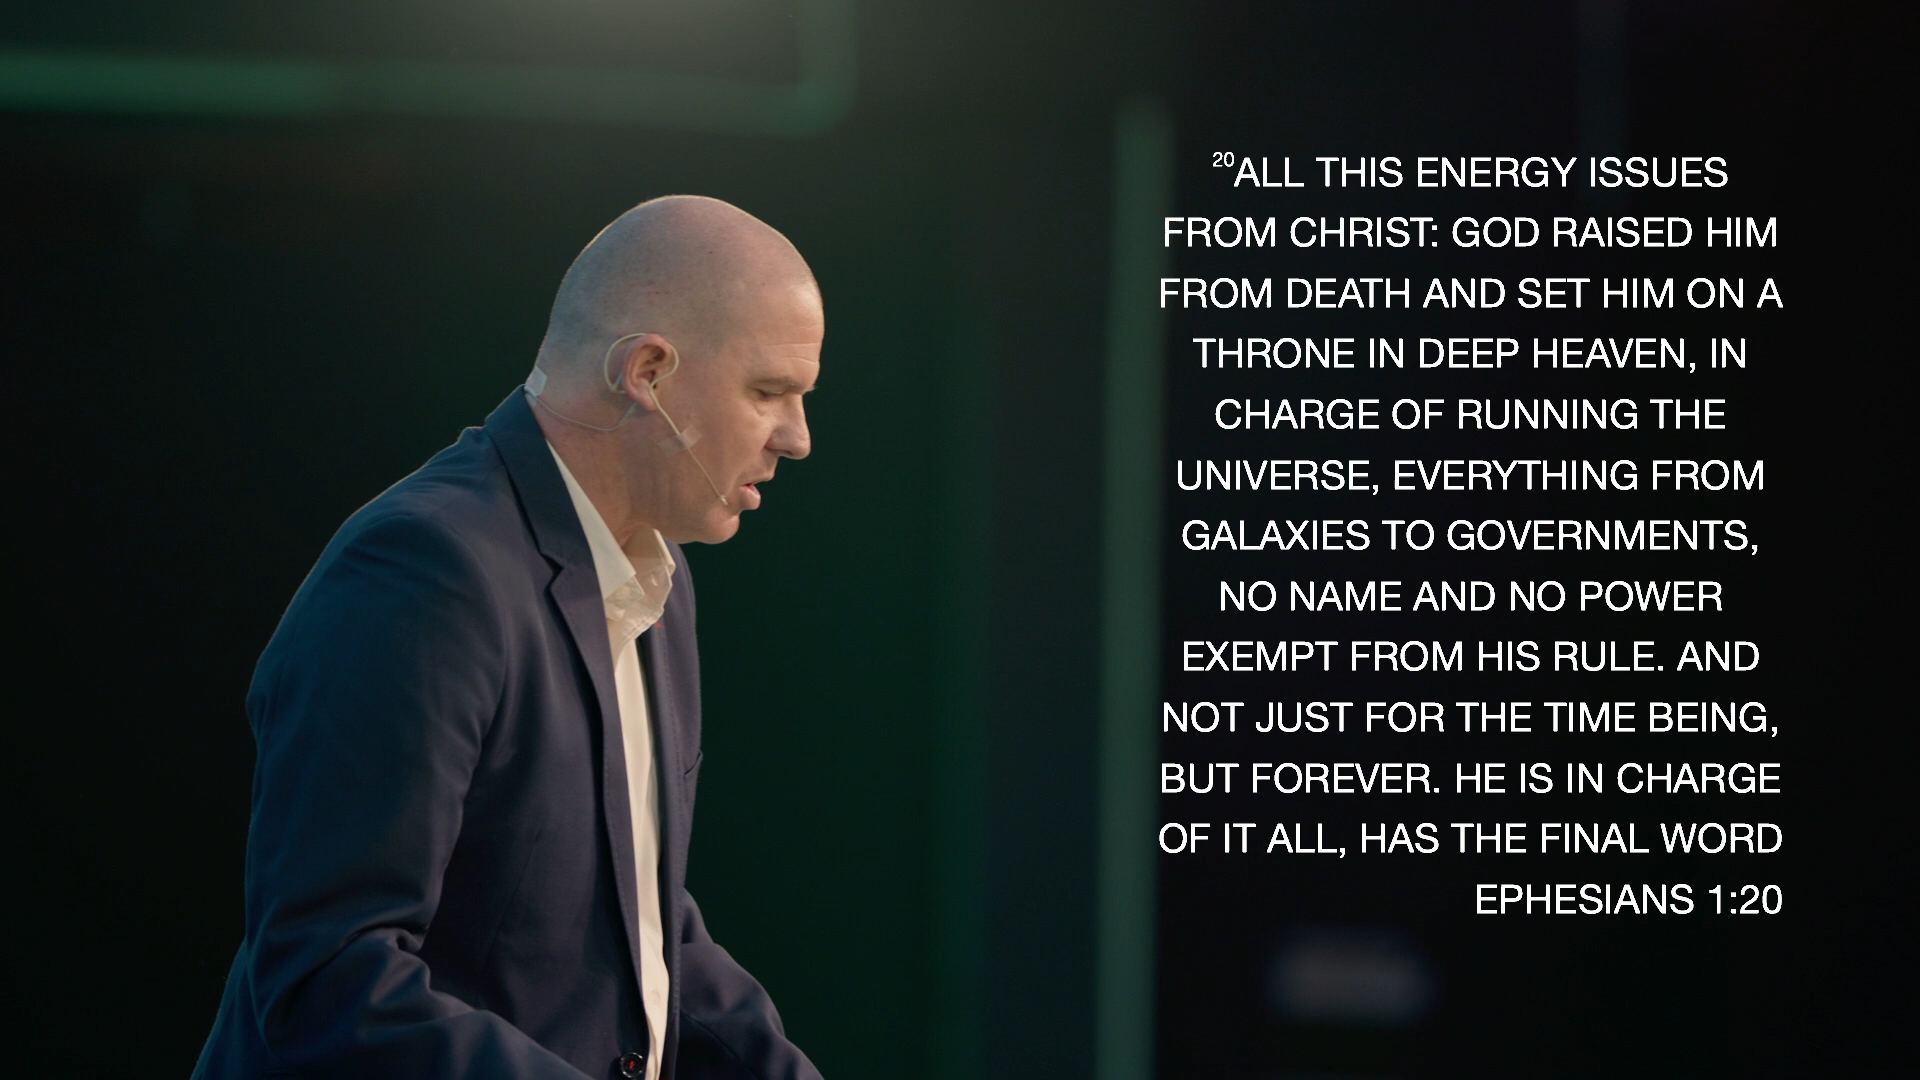 20ALL THIS ENERGY ISSUES
FROM CHRIST: GOD RAISED HIM
FROM DEATH AND SET HIM ON A
THRONE IN DEEP HEAVEN, IN
CHARGE OF RUNNING THE
UNIVERSE, EVERYTHING FROM
GALAXIES TO GOVERNMENTS,
NO NAME AND NO POWER
EXEMPT FROM HIS RULE. AND
NOT JUST FOR THE TIME BEING,
BUT FOREVER. HE IS IN CHARGE
OF IT ALL, HAS THE FINAL WORD
EPHESIANS 1:20